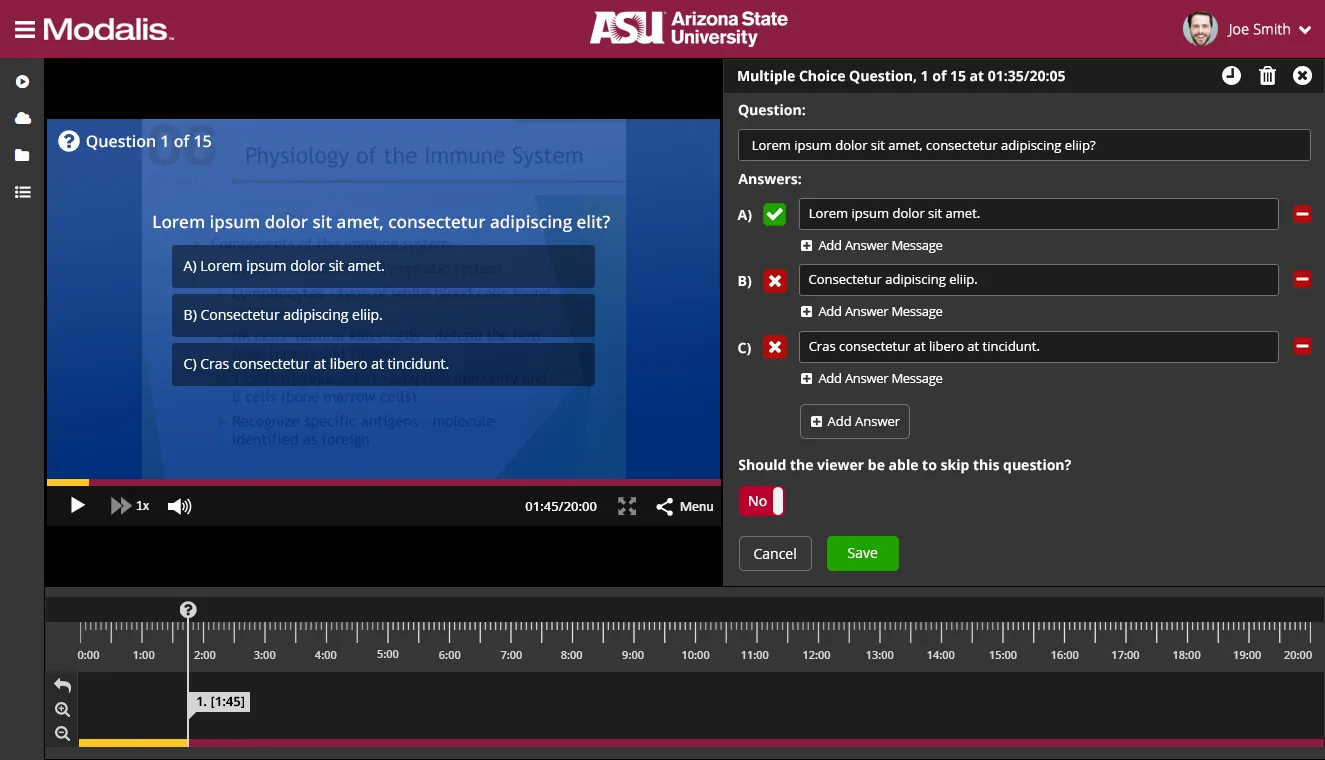 Modalis™
ASU Arizona State University
Joe Smith
Question 1 of 15
Physiology of the Immune System
Lorem ipsum dolor sit amet, consectetur adipiscing elit?
Components of the immune system
A) Lorem ipsum dolor sit amet.
B) Consectetur adipiscing eliip.
C) Cras consectetur at libero at tincidunt.
B cells (bone marrow cells)
Recognize specific antigens - molecule
identified as foreign
1x
01:45/20:00
Menu
Multiple Choice Question, 1 of 15 at 01:35/20:05
Question:
Lorem ipsum dolor sit amet, consectetur adipiscing eliip?
Answers:
A) Lorem ipsum dolor sit amet.
Add Answer Message
B) Consectetur adipiscing eliip.
Add Answer Message
C) Cras consectetur at libero at tincidunt.
Add Answer Message
Add Answer
Should the viewer be able to skip this question?
No
Cancel Save
0:00 1:00 2:00 3:00 4:00 5:00 6:00 7:00 8:00 9:00 10:00 11:00 12:00 13:00 14:00 15:00 16:00 17:00 18:00 19:00 20:00
1. [1:45]